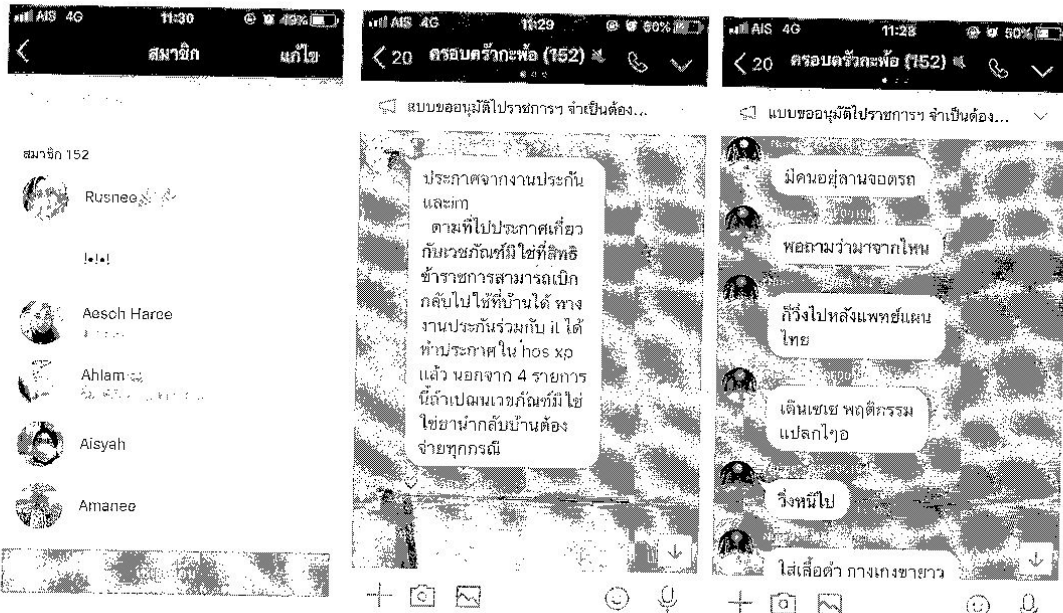 AIS 4G 11:30 49%
สมาชิก แก้ไข
สมาชิก 152
Rusnee
!•!•!
Aesoh Haree
Ahlam
Aisyah
Amanee
AIS 4G 11:29 50%
20 ครอบครัวกะพ้อ (152)
แบบขออนุมัติไปราชการฯ จำเป็นต้อง...
ประกาศจากงานประกัน
และim
ตามที่ไปประกาศเกี่ยว
กับเวชภัณฑ์มิใช่ที่สิทธิ
ข้าราชการสามารถเบิก
กลับไปใช้ที่บ้านได้ ทาง
งานประกันร่วมกับ it ได้
ทำประกาศใน hos xp
แล้ว นอกจาก 4 รายการ
นี้ถ้าเปฌนเวชภัณฑ์มิใช่
ใช่ยานำกลับบ้านต้อง
จ่ายทุกกรณี
AIS 4G 11:28 50%
20 ครอบครัวกะพ้อ (152)
แบบขออนุมัติไปราชการฯ จำเป็นต้อง...
มีคนอยู่ลานจอดรถ
พอถามว่ามาจากไหน
ก็วิ่งไปหลังแพทย์แผน
ไทย
เดินเซเซ พฤติกรรม
แปลกๆอ
วิ่งหนีไป
ใส่เสื้อดำ กางเกงขายาว